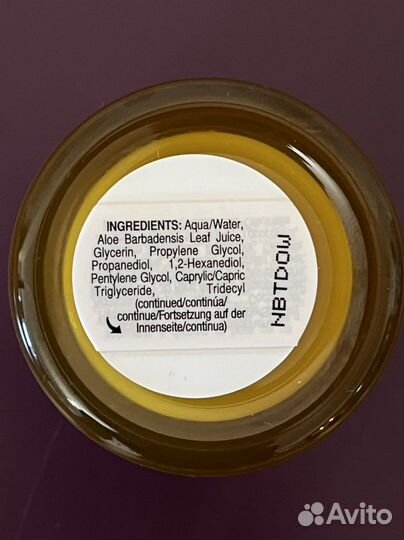 INGREDIENTS: Aqua/Water,
Aloe Barbadensis Leaf Juice,
Glycerin, Propylene Glycol,
Propanediol, 1,2-Hexanediol,
Pentylene Glycol, Caprylic/Capric
Triglyceride, Tridecyl
(continued/continúa/
continue/Fortsetzung auf der
Innenseite/continua)
NBTDOW
Avito